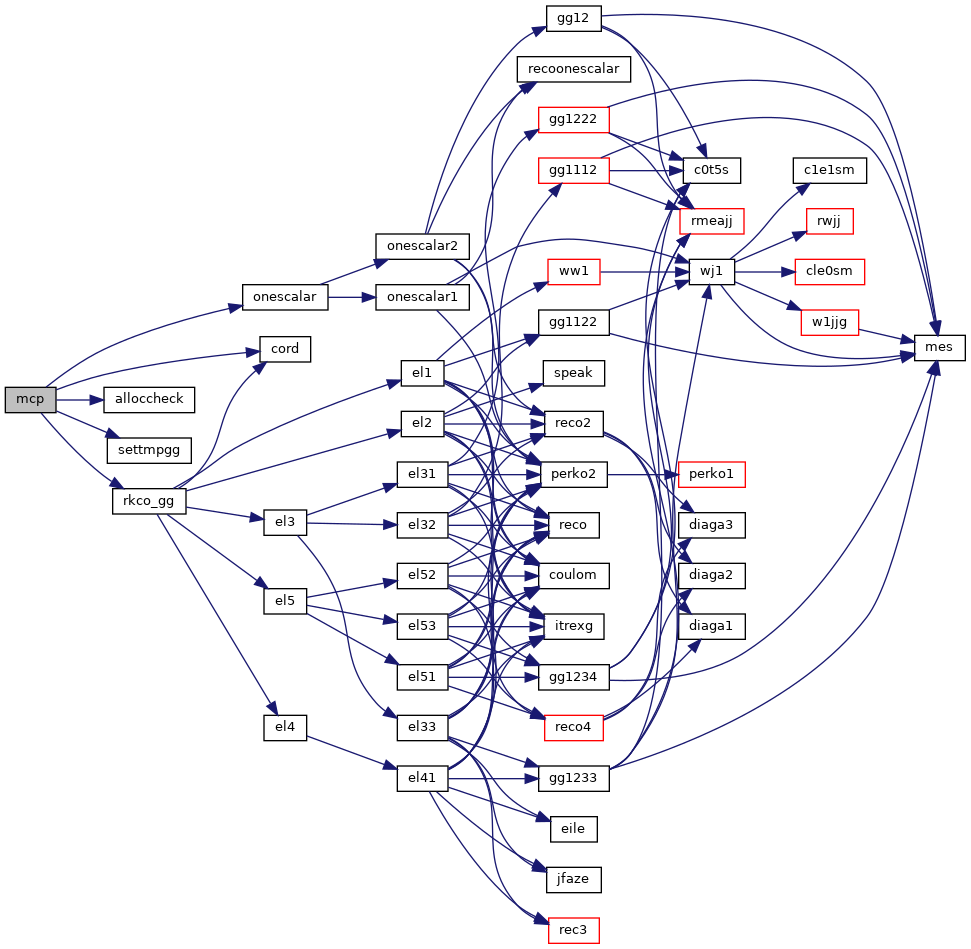 mcp
onescalar
cord
alloccheck
settmpgg
rkco_gg
el3
el5
el4
onescalar2
onescalar1
el1
el2
el31
el32
el52
el53
el51
el33
el41
gg12
recoonescalar
gg1222
gg1112
ww1
gg1122
speak
reco2
perko2
reco
coulom
itrexg
gg1234
reco4
gg1233
eile
jfaze
rec3
c0t5s
rmeajj
wj1
perko1
diaga3
diaga2
diaga1
c1e1sm
rwjj
cle0sm
w1jjg
mes